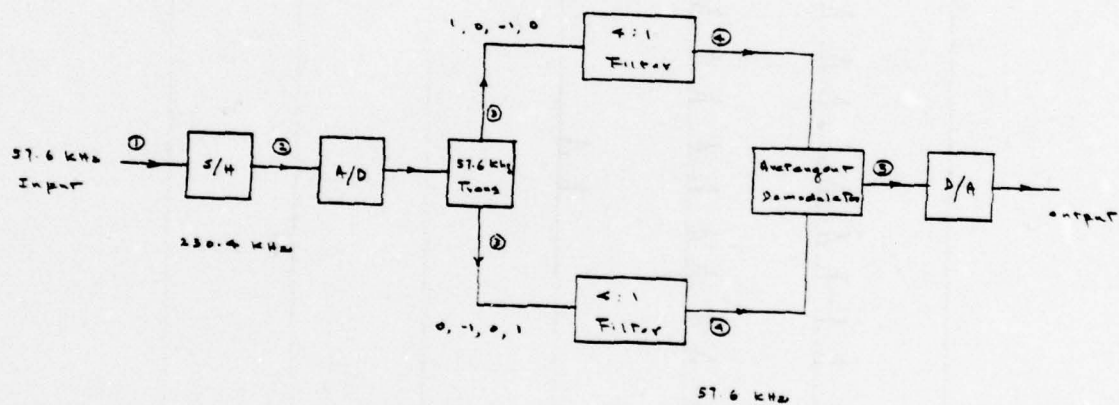 1, 0, -1, 0
4:1
Filter
④
③
①
57.6 kHz
Input
S/H
②
A/D
57.6 KHz
Trans
Arctangent
Demodulator
⑤
D/A
output
230.4 KHz
③
0, -1, 0, 1
4:1
Filter
④
57.6 KHz